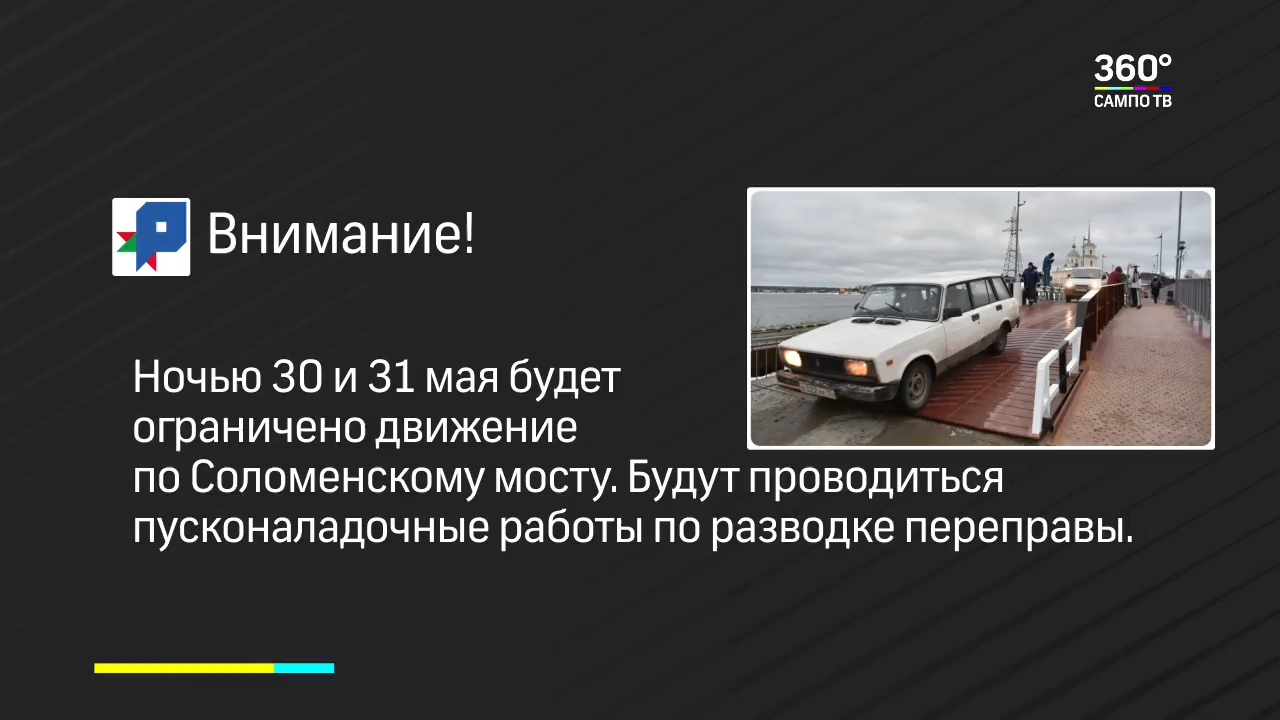 360°
САМПО ТВ
Внимание!
Ночью 30 и 31 мая будет
ограничено движение
по Соломенскому мосту. Будут проводиться
пусконаладочные работы по разводке переправы.